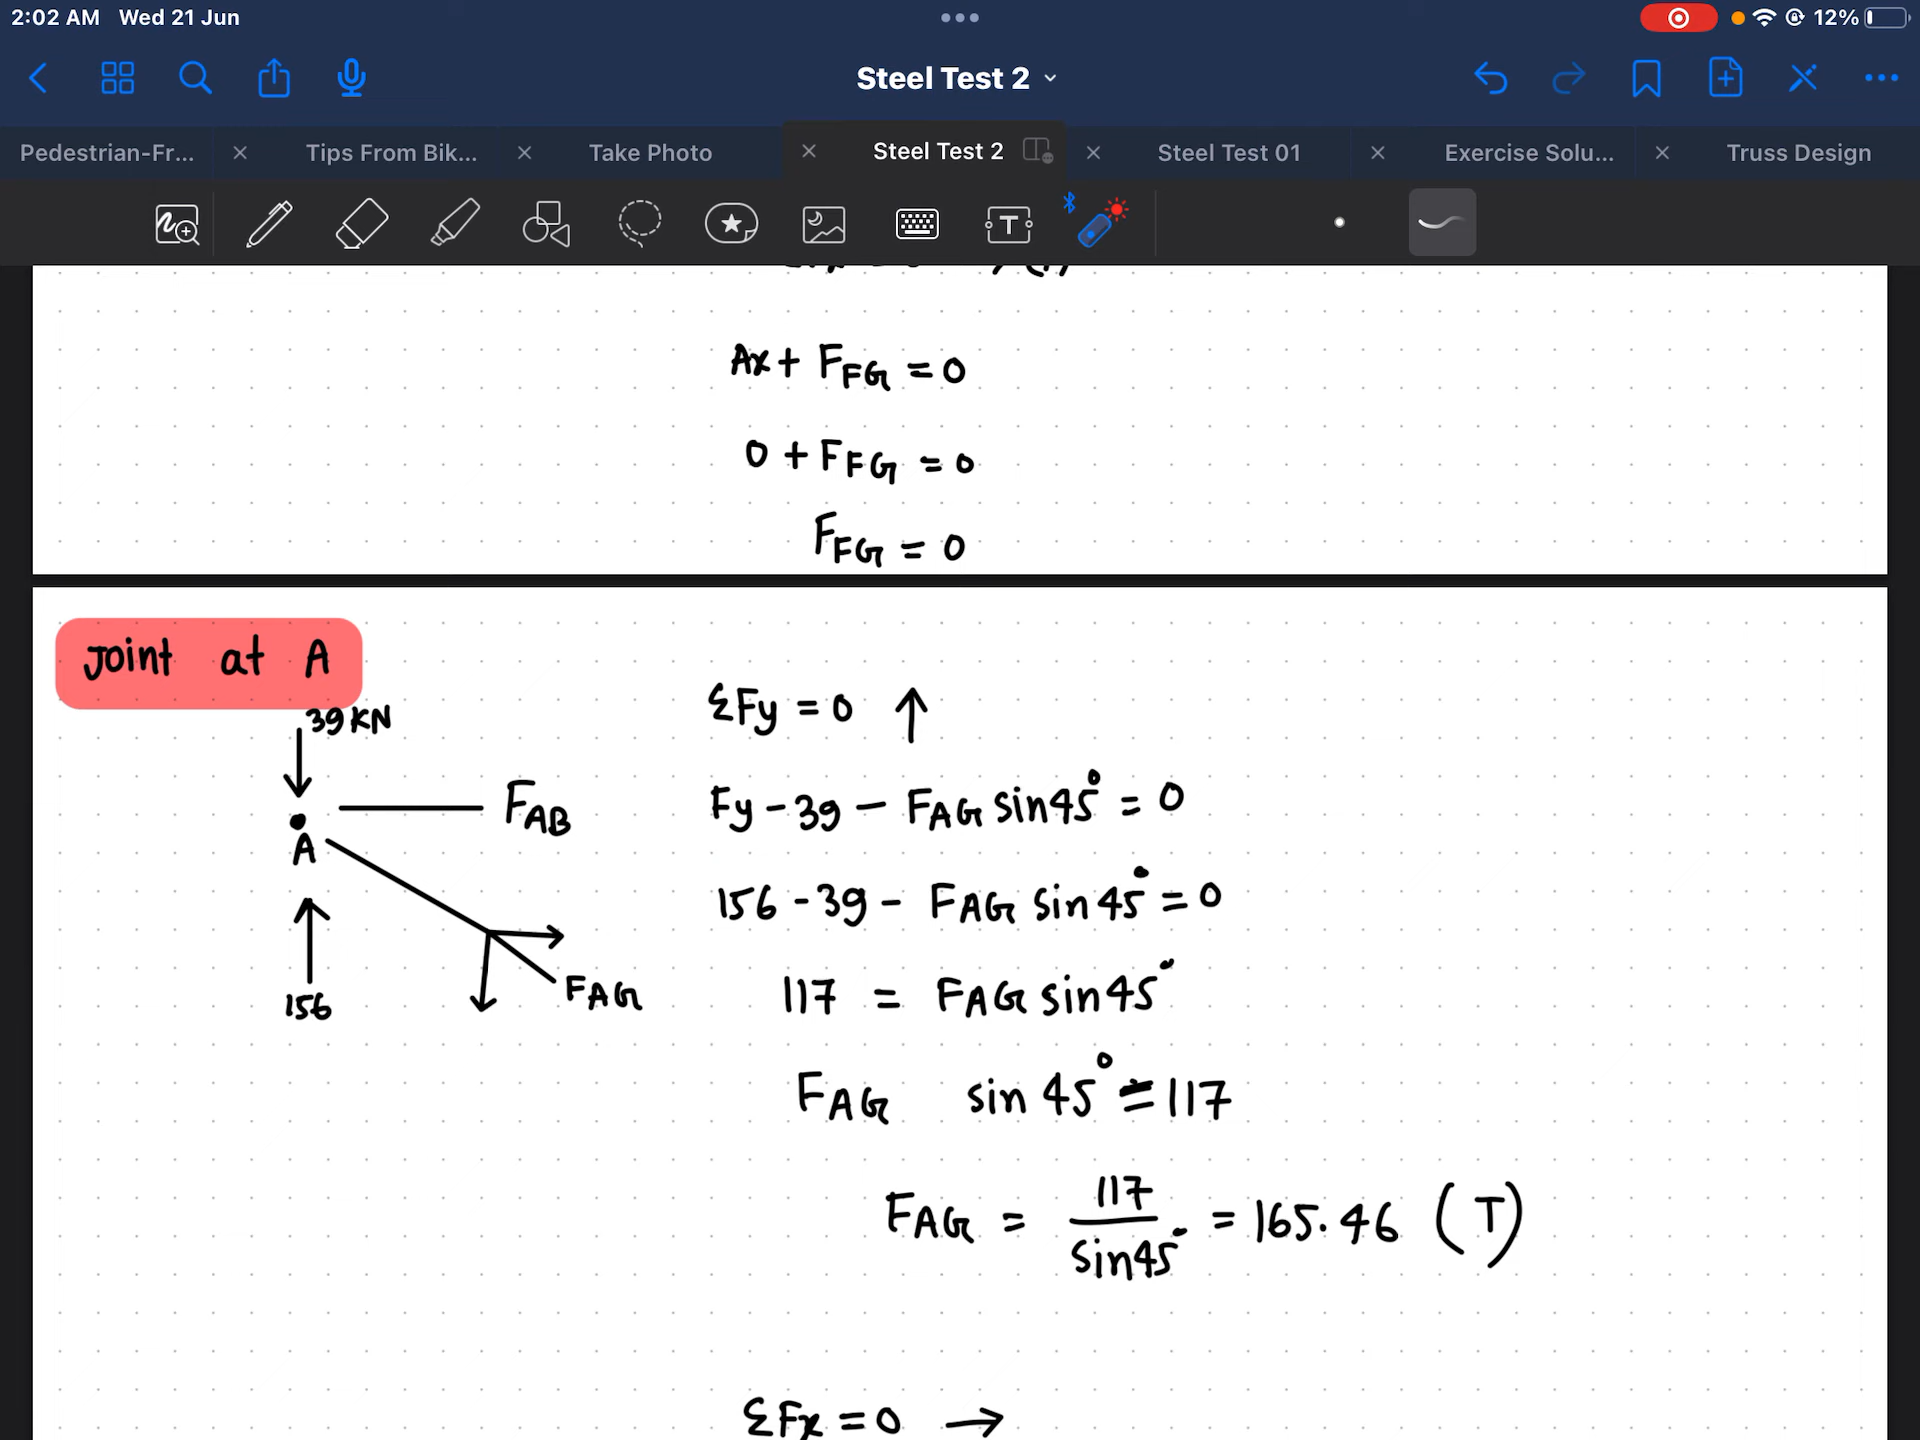 2:02 AM Wed 21 Jun
12%
Steel Test 2
Pedestrian-Fr... Tips From Bik... Take Photo Steel Test 2 Steel Test 01 Exercise Solu... Truss Design
Ax + FFG = 0
0 + FFG = 0
FFG = 0
Joint at A
39 KN
FAB
A
156
FAG
ΣFy = 0 ↑
Fy - 39 - FAG sin45° = 0
156 - 39 - FAG sin 45° = 0
117 = FAG sin45°
FAG sin 45° = 117
FAG = 117 / sin45° = 165.46 (T)
ΣFx = 0 →